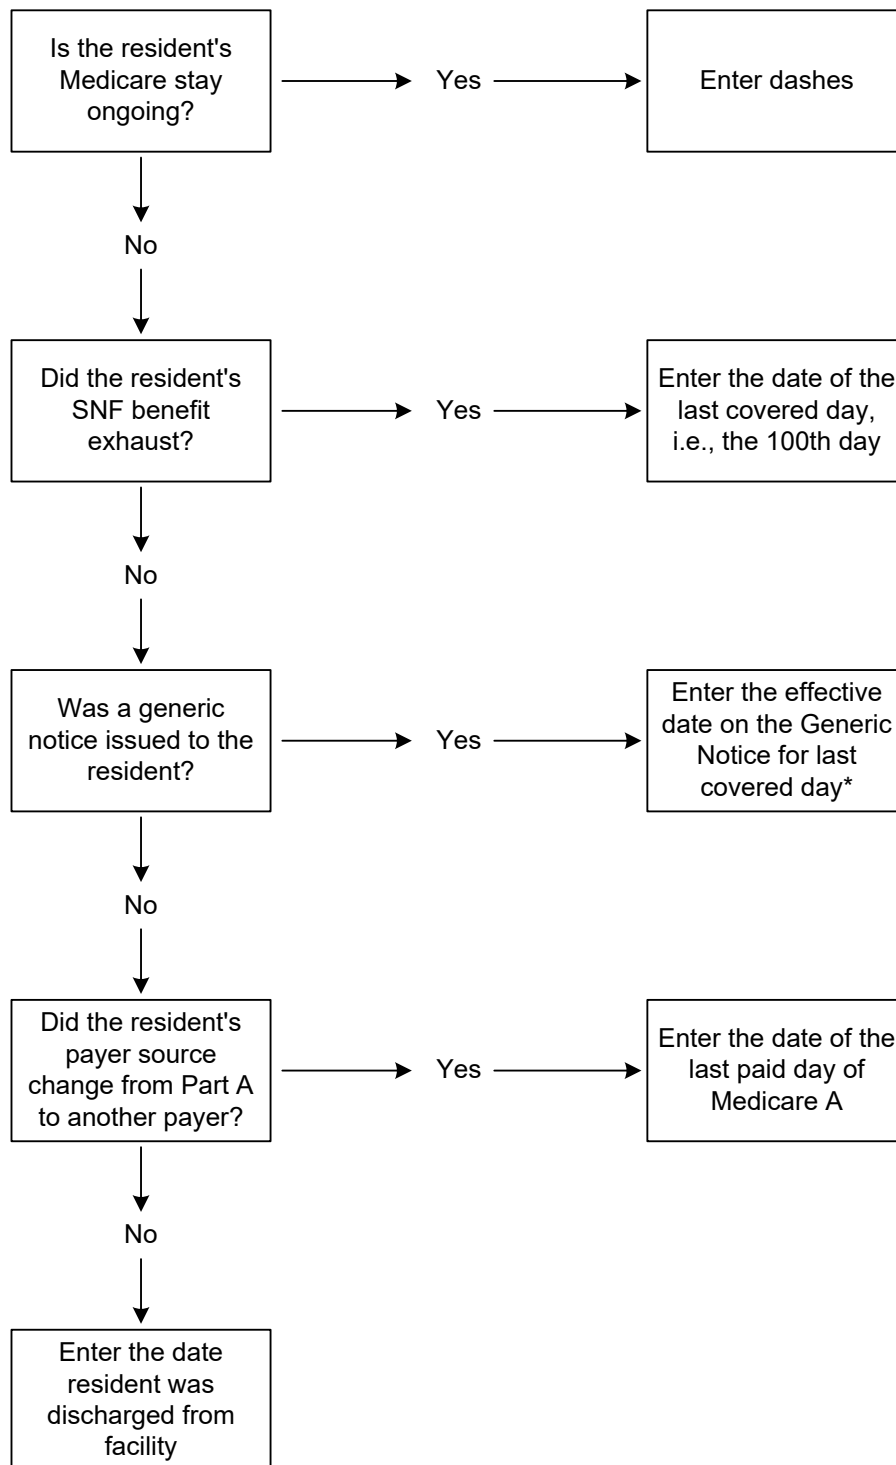 Is the resident's
Medicare stay
ongoing?
Yes
Enter dashes
No
Did the resident's
SNF benefit
exhaust?
Yes
Enter the date of the
last covered day,
i.e., the 100th day
No
Was a generic
notice issued to the
resident?
Yes
Enter the effective
date on the Generic
Notice for last
covered day*
No
Did the resident's
payer source
change from Part A
to another payer?
Yes
Enter the date of the
last paid day of
Medicare A
No
Enter the date
resident was
discharged from
facility